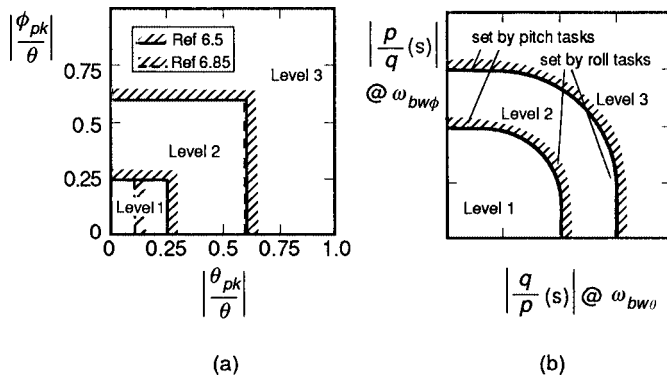 |ϕpk/θ|
Ref 6.5
Ref 6.85
Level 3
0.75
0.5
Level 2
0.25
Level 1
0
0 0.25 0.5 0.75 1.0
|θpk/θ|
(a)
|p/q (s)|
@ ωbwϕ
set by pitch tasks
set by roll tasks
Level 3
Level 2
Level 1
|q/p (s)| @ ωbwθ
(b)